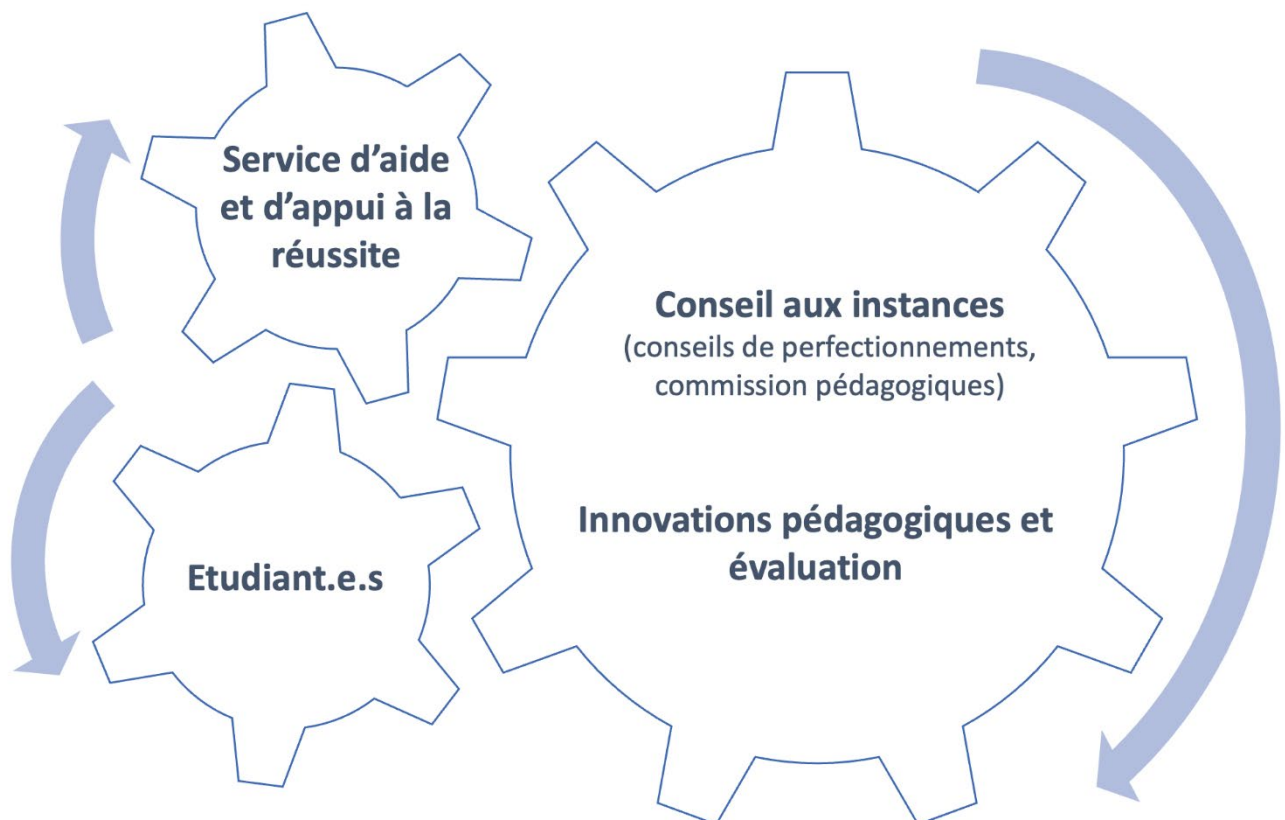 Service d’aide
et d’appui à la
réussite
Conseil aux instances
(conseils de perfectionnements,
commission pédagogiques)
Innovations pédagogiques et
évaluation
Etudiant.e.s